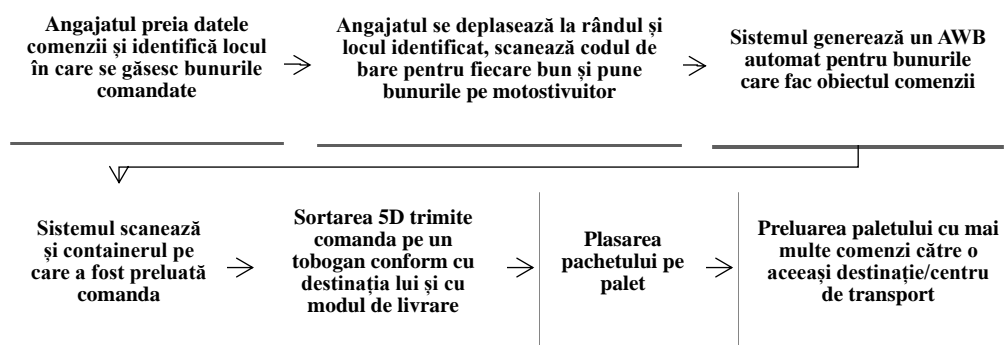 Angajatul preia datele
comenzii și identifică locul
în care se găsesc bunurile
comandate
Angajatul se deplasează la rândul și
locul identificat, scanează codul de
bare pentru fiecare bun și pune
bunurile pe motostivuitor
Sistemul generează un AWB
automat pentru bunurile
care fac obiectul comenzii
Sistemul scanează
și containerul pe
care a fost preluată
comanda
Sortarea 5D trimite
comanda pe un
tobogan conform cu
destinația lui și cu
modul de livrare
Plasarea
pachetului pe
palet
Preluarea paletului cu mai
multe comenzi către o
aceeași destinație/centru
de transport